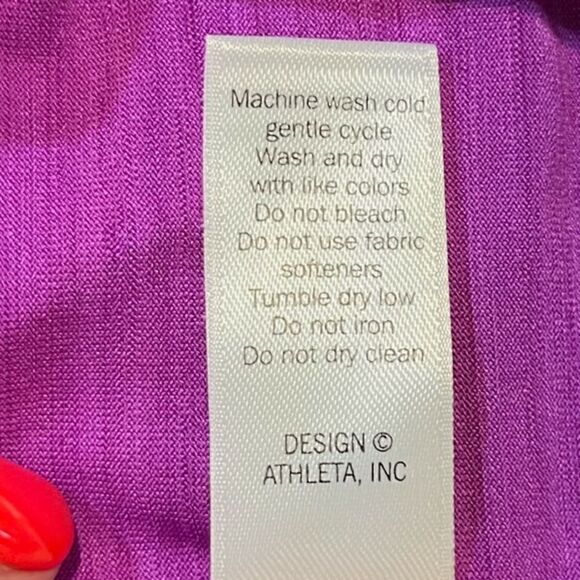 Machine wash cold
gentle cycle
Wash and dry
with like colors
Do not bleach
Do not use fabric
softeners
Tumble dry low
Do not iron
Do not dry clean
DESIGN ©
ATHLETA, INC